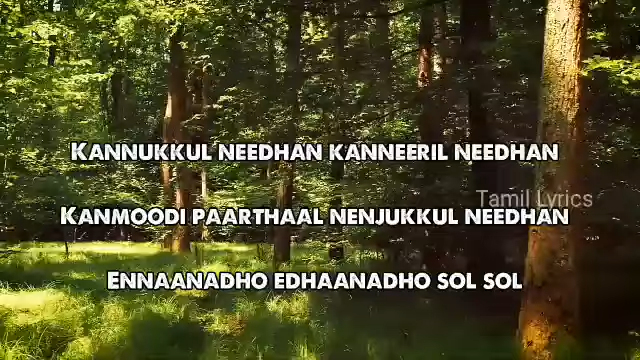 Kannukkul needhan kanneeril needhan
Tamil Lyrics
Kanmoodi paarthaal nenjukkul needhan
Ennaanadho edhaanadho sol sol